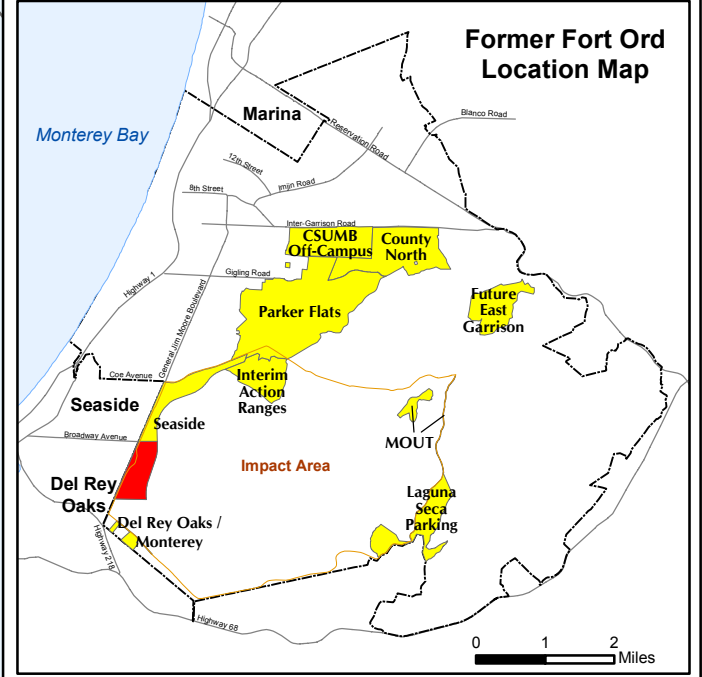 Former Fort Ord
Location Map
Monterey Bay
Marina
Blanco Road
Reservation Road
12th Street
8th Street
Imjin Road
Inter-Garrison Road
CSUMB
Off-Campus
County
North
Gigling Road
Highway 1
General Jim Moore Boulevard
Parker Flats
Future
East
Garrison
Coe Avenue
Interim
Action
Ranges
Seaside
Seaside
Broadway Avenue
MOUT
Impact Area
Del Rey
Oaks
Laguna
Seca
Parking
Del Rey Oaks /
Monterey
Highway 218
Highway 68
0 1 2
Miles